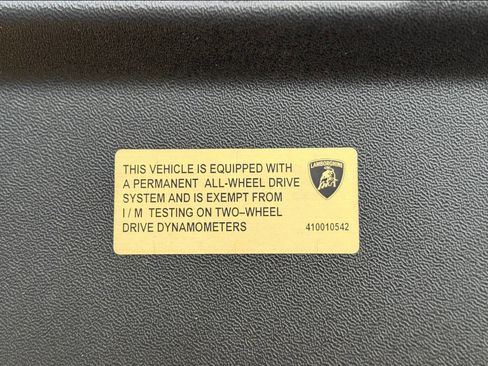 LAMBORGHINI
THIS VEHICLE IS EQUIPPED WITH
A PERMANENT ALL-WHEEL DRIVE
SYSTEM AND IS EXEMPT FROM
I / M TESTING ON TWO–WHEEL
DRIVE DYNAMOMETERS
410010542